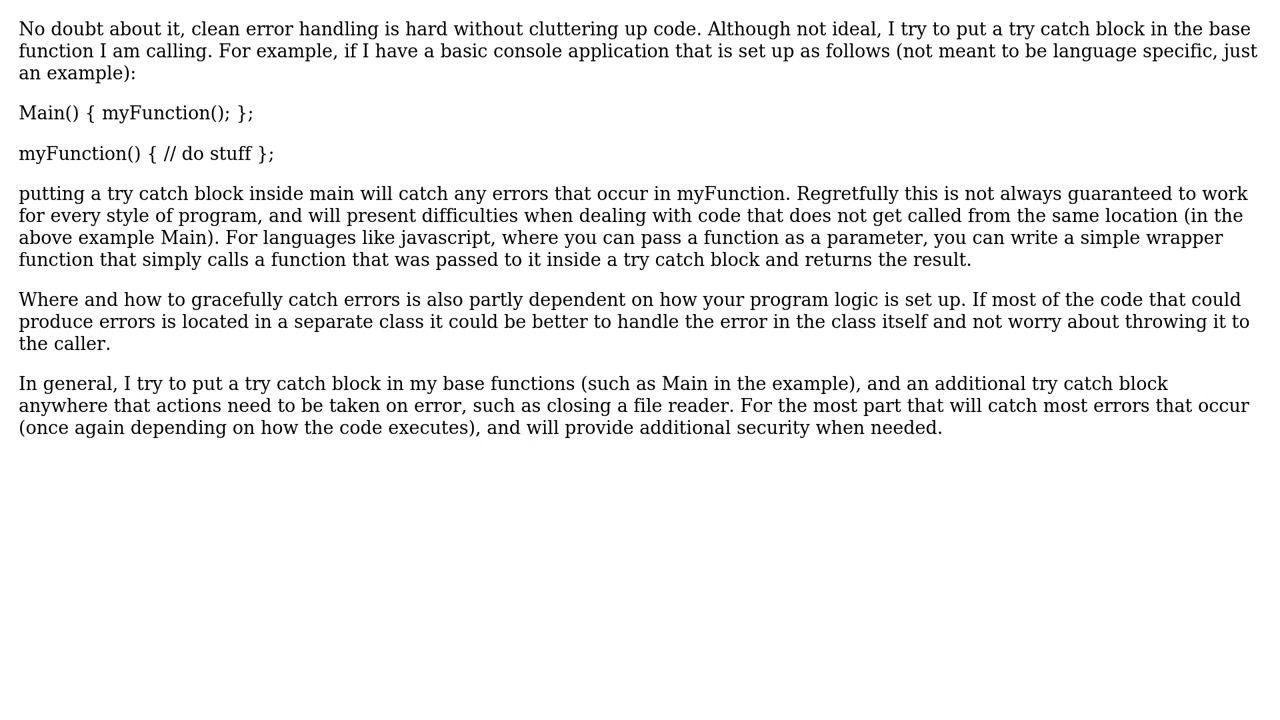 No doubt about it, clean error handling is hard without cluttering up code. Although not ideal, I try to put a try catch block in the base
function I am calling. For example, if I have a basic console application that is set up as follows (not meant to be language specific, just
an example):
Main() { myFunction(); };
myFunction() { // do stuff };
putting a try catch block inside main will catch any errors that occur in myFunction. Regretfully this is not always guaranteed to work
for every style of program, and will present difficulties when dealing with code that does not get called from the same location (in the
above example Main). For languages like javascript, where you can pass a function as a parameter, you can write a simple wrapper
function that simply calls a function that was passed to it inside a try catch block and returns the result.
Where and how to gracefully catch errors is also partly dependent on how your program logic is set up. If most of the code that could
produce errors is located in a separate class it could be better to handle the error in the class itself and not worry about throwing it to
the caller.
In general, I try to put a try catch block in my base functions (such as Main in the example), and an additional try catch block
anywhere that actions need to be taken on error, such as closing a file reader. For the most part that will catch most errors that occur
(once again depending on how the code executes), and will provide additional security when needed.